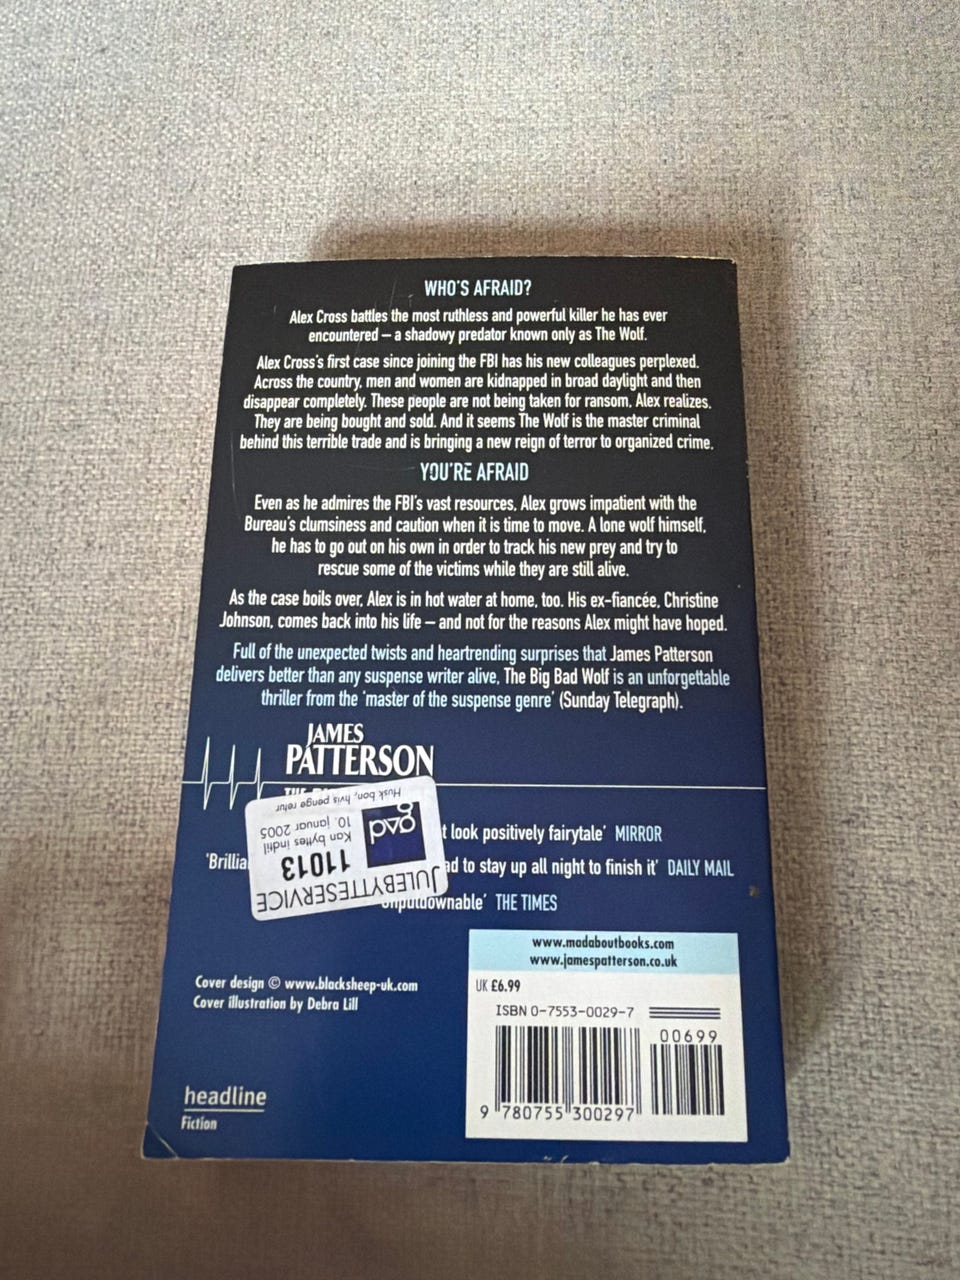 WHO'S AFRAID?
Alex Cross battles the most ruthless and powerful killer he has ever
encountered – a shadowy predator known only as The Wolf.
Alex Cross's first case since joining the FBI has his new colleagues perplexed.
Across the country, men and women are kidnapped in broad daylight and then
disappear completely. These people are not being taken for ransom, Alex realizes.
They are being bought and sold. And it seems The Wolf is the master criminal
behind this terrible trade and is bringing a new reign of terror to organized crime.
YOU'RE AFRAID
Even as he admires the FBI's vast resources, Alex grows impatient with the
Bureau's clumsiness and caution when it is time to move. A lone wolf himself,
he has to go out on his own in order to track his new prey and try to
rescue some of the victims while they are still alive.
As the case boils over, Alex is in hot water at home, too. His ex-fiancée, Christine
Johnson, comes back into his life – and not for the reasons Alex might have hoped.
Full of the unexpected twists and heartrending surprises that James Patterson
delivers better than any suspense writer alive, The Big Bad Wolf is an unforgettable
thriller from the 'master of the suspense genre' (Sunday Telegraph).
JAMES
PATTERSON
look positively fairytale' MIRROR
to stay up all night to finish it' DAILY MAIL
THE TIMES
JULEBYTTESERVICE
11013
Kan byttes indtil
10. januar 2005
Husk bon, hvis penge retur
gad
www.madaboutbooks.com
www.jamespatterson.co.uk
UK £6.99
ISBN 0-7553-0029-7
00699
9 780755 300297
Cover design © www.blacksheep-uk.com
Cover illustration by Debra Lill
headline
Fiction